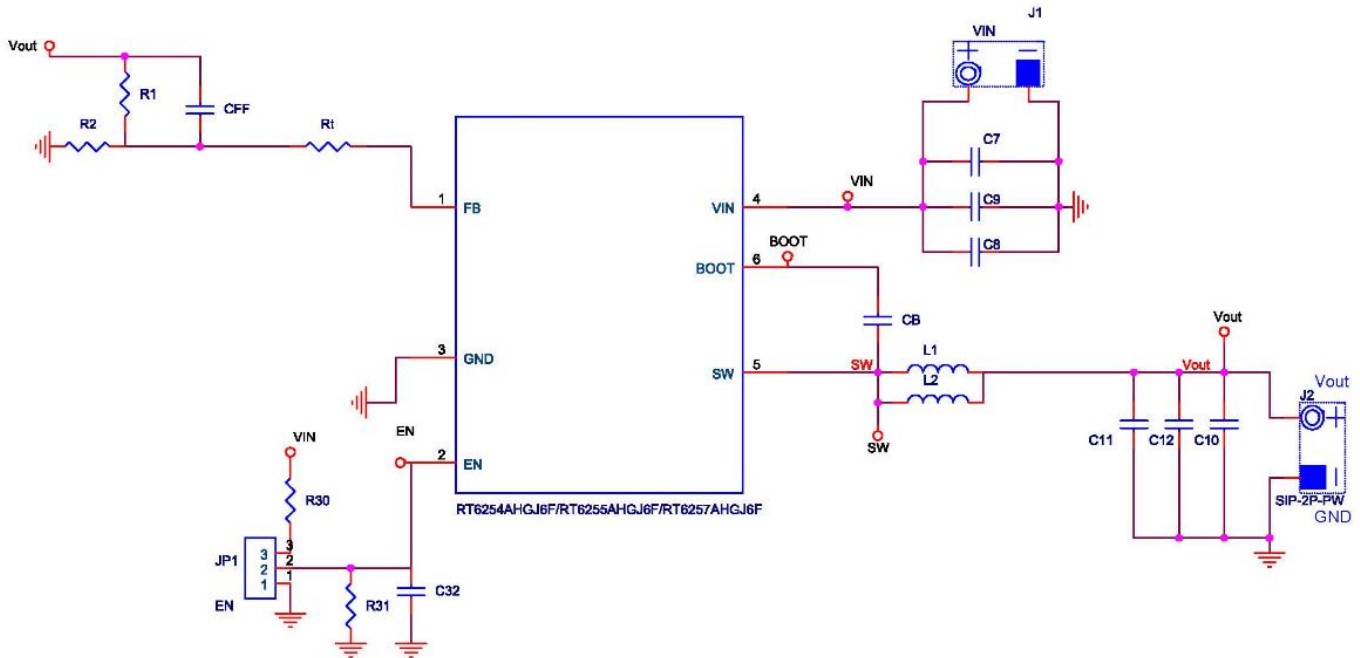 J1
VIN
Vout
R1
CFF
R2
Rt
C7
1
FB
VIN
4
VIN
C9
BOOT
C8
BOOT
6
CB
Vout
3
GND
L1
SW
5
SW
Vout
L2
Vout
J2
EN
C11
C12
C10
VIN
SW
2
EN
SIP-2P-PW
R30
RT6254AHGJ6F/RT6255AHGJ6F/RT6257AHGJ6F
GND
JP1
3
3
2
2
1
1
C32
EN
R31